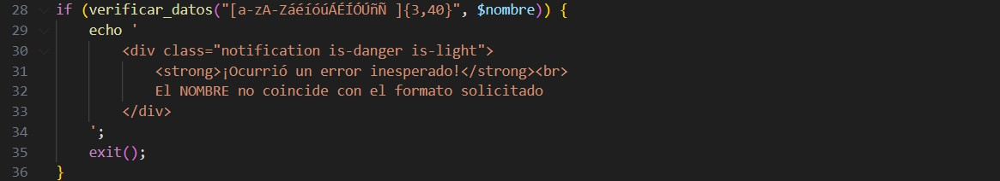 28 if (verificar_datos("[a-zA-ZáéíóúÁÉÍÓÚñÑ ]{3,40}", $nombre)) {
29     echo '
30         <div class="notification is-danger is-light">
31             <strong>¡Ocurrió un error inesperado!</strong><br>
32             El NOMBRE no coincide con el formato solicitado
33         </div>
34     ';
35     exit();
36 }